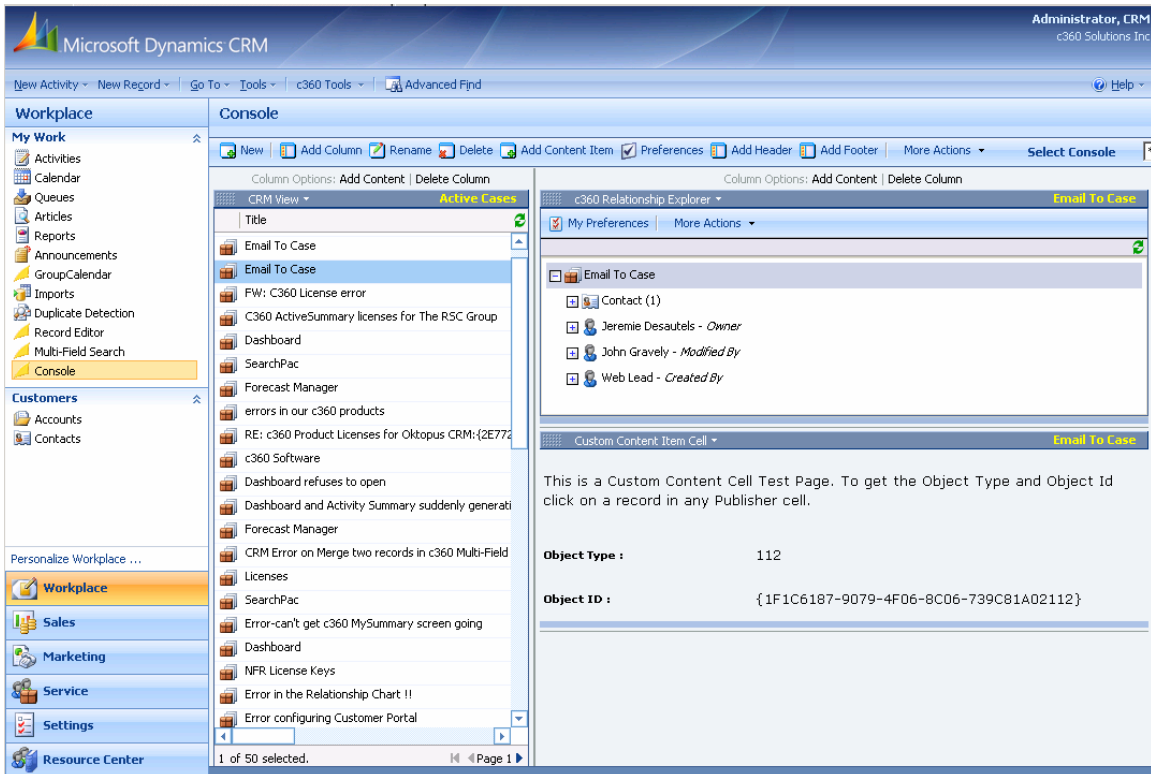 Microsoft Dynamics CRM
Administrator, CRM
c360 Solutions Inc
New Activity New Record Go To Tools c360 Tools Advanced Find Help
Workplace
My Work
Activities
Calendar
Queues
Articles
Reports
Announcements
GroupCalendar
Imports
Duplicate Detection
Record Editor
Multi-Field Search
Console
Customers
Accounts
Contacts
Personalize Workplace ...
Workplace
Sales
Marketing
Service
Settings
Resource Center
Console
New Add Column Rename Delete Add Content Item Preferences Add Header Add Footer More Actions Select Console
Column Options: Add Content | Delete Column
CRM View Active Cases
Title
Email To Case
Email To Case
FW: C360 License error
C360 ActiveSummary licenses for The RSC Group
Dashboard
SearchPac
Forecast Manager
errors in our c360 products
RE: c360 Product Licenses for Oktopus CRM:{2E772
c360 Software
Dashboard refuses to open
Dashboard and Activity Summary suddenly generati
Forecast Manager
CRM Error on Merge two records in c360 Multi-Field
Licenses
SearchPac
Error-can't get c360 MySummary screen going
Dashboard
NFR License Keys
Error in the Relationship Chart !!
Error configuring Customer Portal
1 of 50 selected. Page 1
Column Options: Add Content | Delete Column
c360 Relationship Explorer Email To Case
My Preferences More Actions
Email To Case
Contact (1)
Jeremie Desautels - Owner
John Gravely - Modified By
Web Lead - Created By
Custom Content Item Cell Email To Case
This is a Custom Content Cell Test Page. To get the Object Type and Object Id
click on a record in any Publisher cell.
Object Type : 112
Object ID : {1F1C6187-9079-4F06-8C06-739C81A02112}